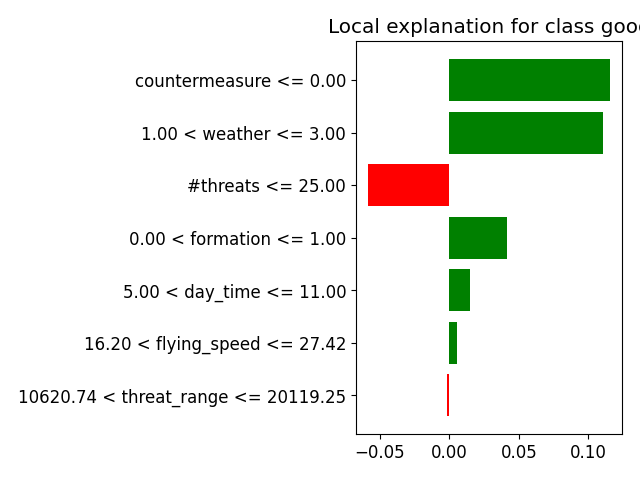 Local explanation for class goo
countermeasure <= 0.00
1.00 < weather <= 3.00
#threats <= 25.00
0.00 < formation <= 1.00
5.00 < day_time <= 11.00
16.20 < flying_speed <= 27.42
10620.74 < threat_range <= 20119.25
−0.05 0.00 0.05 0.10